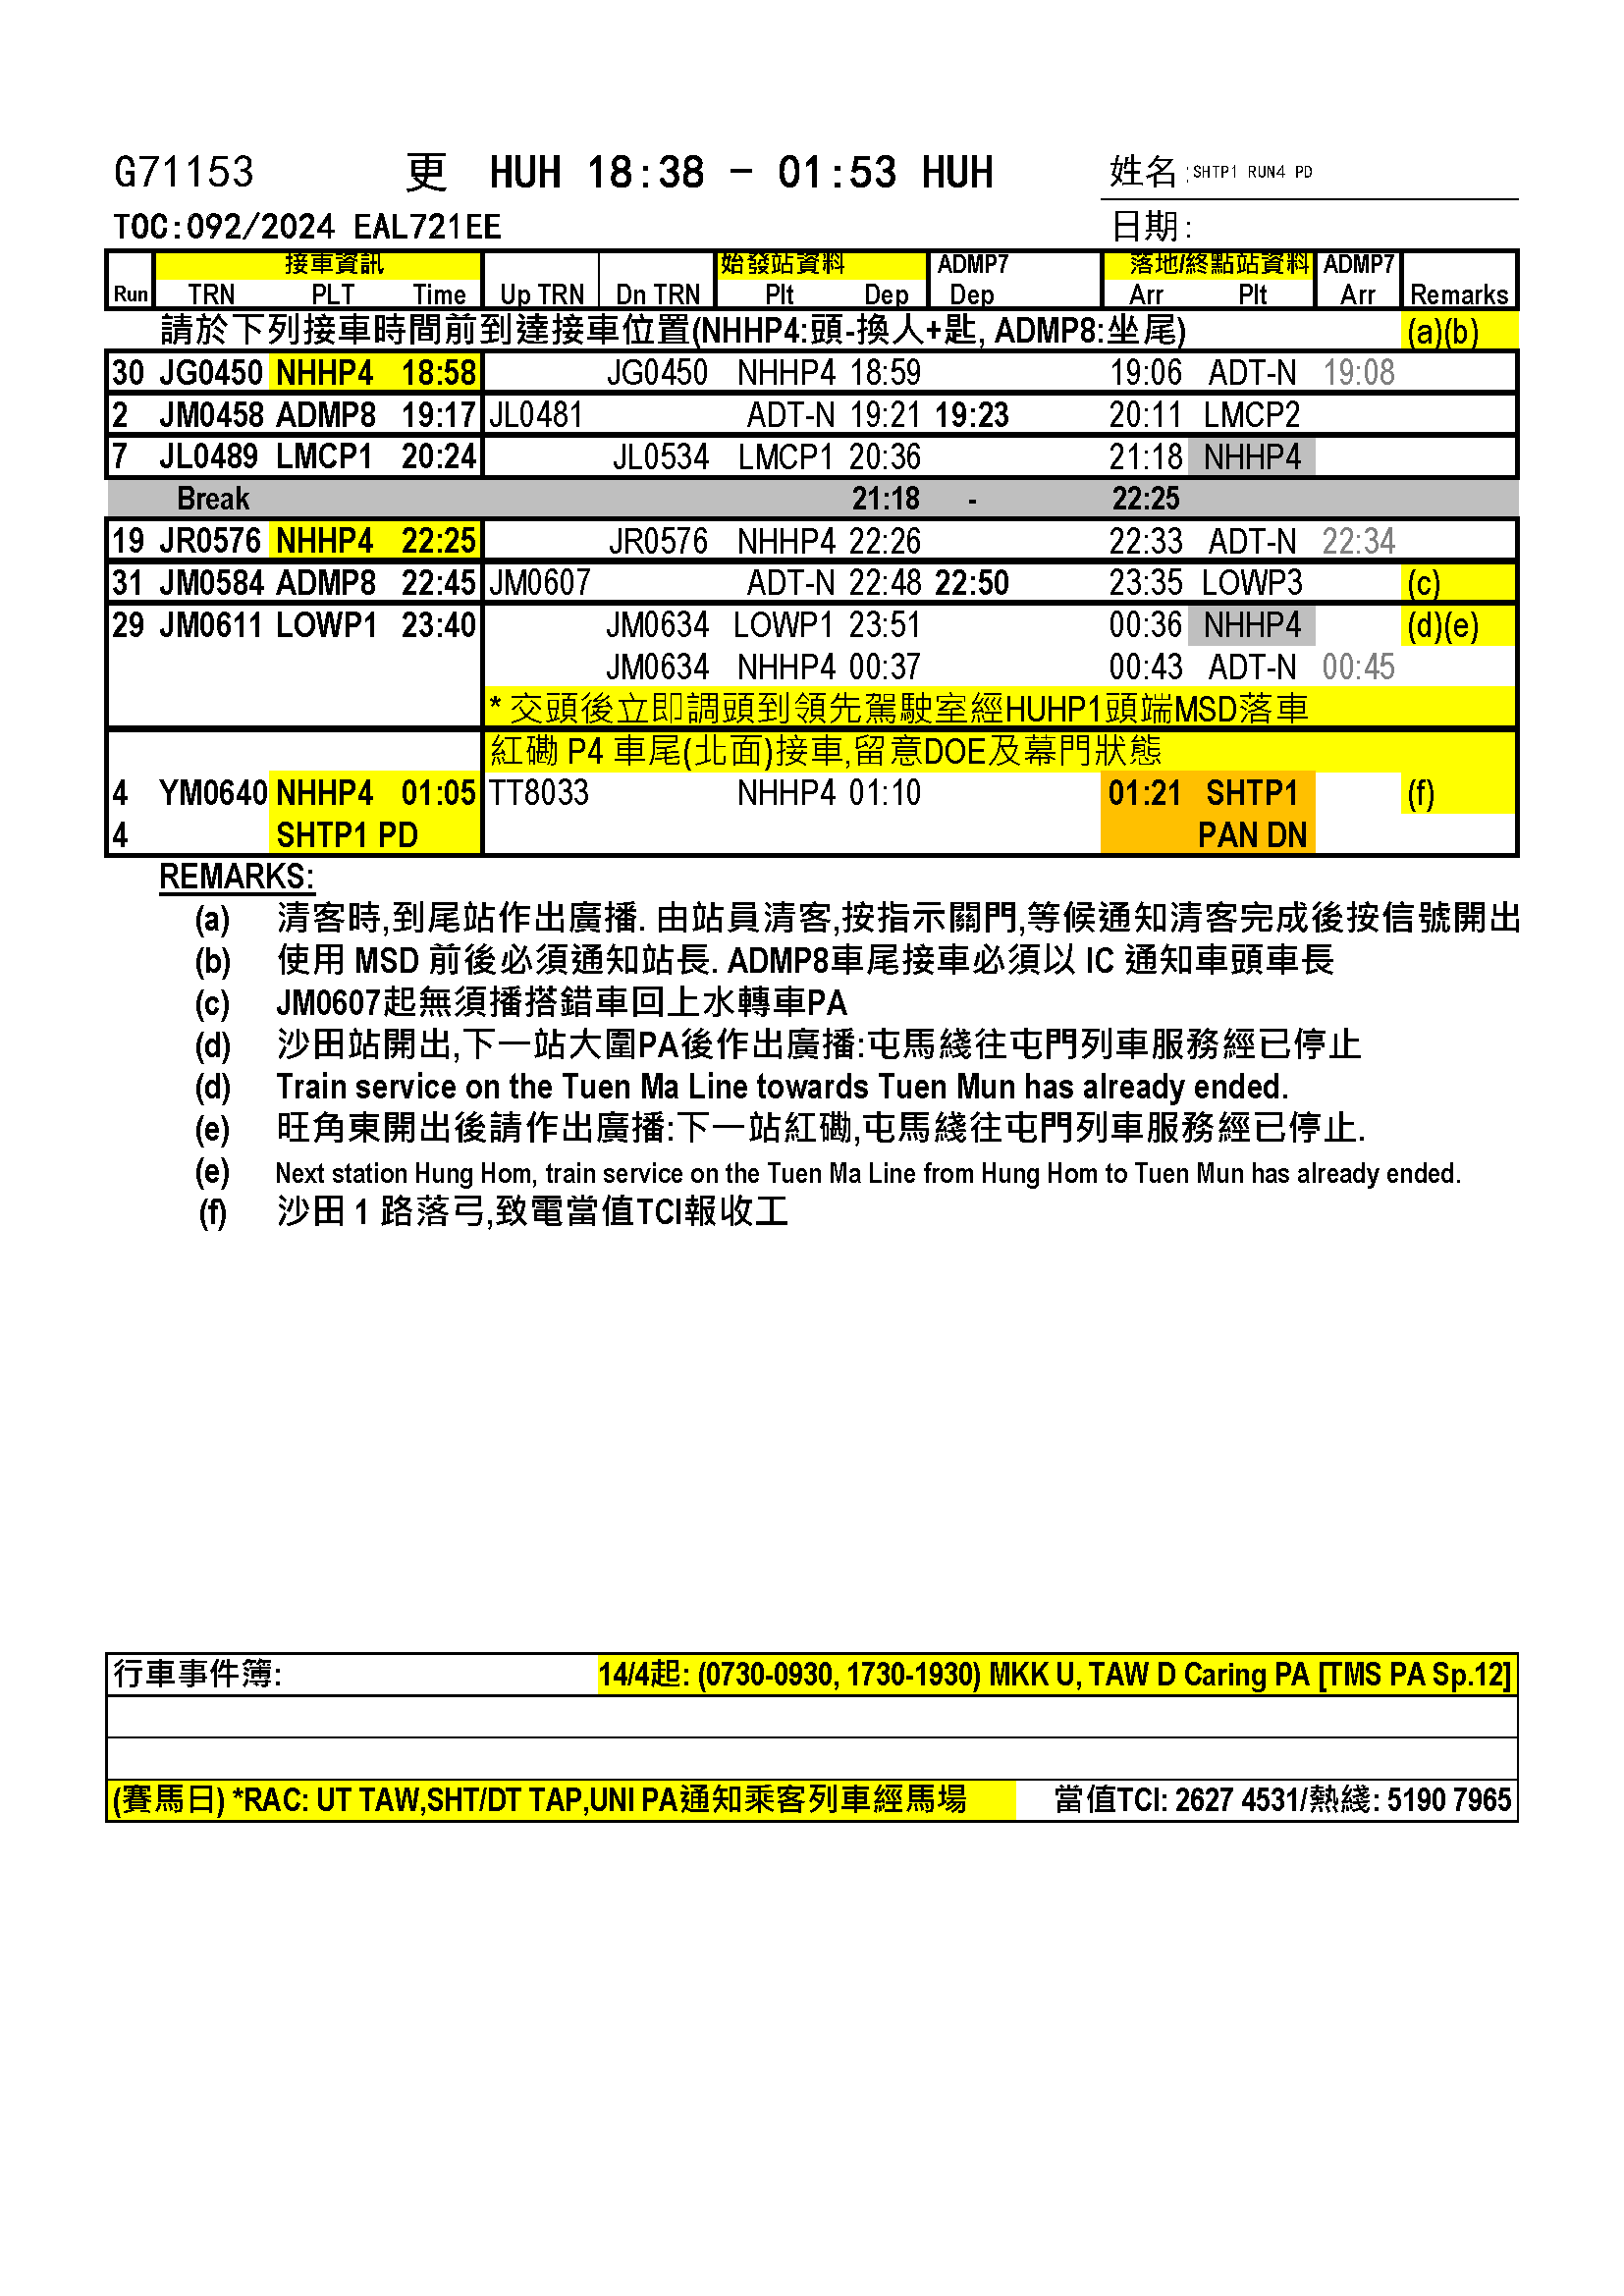 G71153 更 HUH 18:38 - 01:53 HUH 姓名:SHTP1 RUN4 PD
TOC:092/2024 EAL721EE 日期:
接車資訊 始發站資料 ADMP7 落地/終點站資料 ADMP7
Run TRN PLT Time Up TRN Dn TRN Plt Dep Dep Arr Plt Arr Remarks
請於下列接車時間前到達接車位置(NHHP4:頭-換人+匙, ADMP8:坐尾) (a)(b)
30 JG0450 NHHP4 18:58 JG0450 NHHP4 18:59 19:06 ADT-N 19:08
2 JM0458 ADMP8 19:17 JL0481 ADT-N 19:21 19:23 20:11 LMCP2
7 JL0489 LMCP1 20:24 JL0534 LMCP1 20:36 21:18 NHHP4
Break 21:18 - 22:25
19 JR0576 NHHP4 22:25 JR0576 NHHP4 22:26 22:33 ADT-N 22:34
31 JM0584 ADMP8 22:45 JM0607 ADT-N 22:48 22:50 23:35 LOWP3 (c)
29 JM0611 LOWP1 23:40 JM0634 LOWP1 23:51 00:36 NHHP4 (d)(e)
JM0634 NHHP4 00:37 00:43 ADT-N 00:45
* 交頭後立即調頭到領先駕駛室經HUHP1頭端MSD落車
紅磡 P4 車尾(北面)接車,留意DOE及幕門狀態
4 YM0640 NHHP4 01:05 TT8033 NHHP4 01:10 01:21 SHTP1 (f)
4 SHTP1 PD PAN DN
REMARKS:
(a) 清客時,到尾站作出廣播. 由站員清客,按指示關門,等候通知清客完成後按信號開出
(b) 使用 MSD 前後必須通知站長. ADMP8車尾接車必須以 IC 通知車頭車長
(c) JM0607起無須播搭錯車回上水轉車PA
(d) 沙田站開出,下一站大圍PA後作出廣播:屯馬綫往屯門列車服務經已停止
(d) Train service on the Tuen Ma Line towards Tuen Mun has already ended.
(e) 旺角東開出後請作出廣播:下一站紅磡,屯馬綫往屯門列車服務經已停止.
(e) Next station Hung Hom, train service on the Tuen Ma Line from Hung Hom to Tuen Mun has already ended.
(f) 沙田 1 路落弓,致電當值TCI報收工
行車事件簿: 14/4起: (0730-0930, 1730-1930) MKK U, TAW D Caring PA [TMS PA Sp.12]
(賽馬日) *RAC: UT TAW,SHT/DT TAP,UNI PA通知乘客列車經馬場 當值TCI: 2627 4531/熱綫: 5190 7965